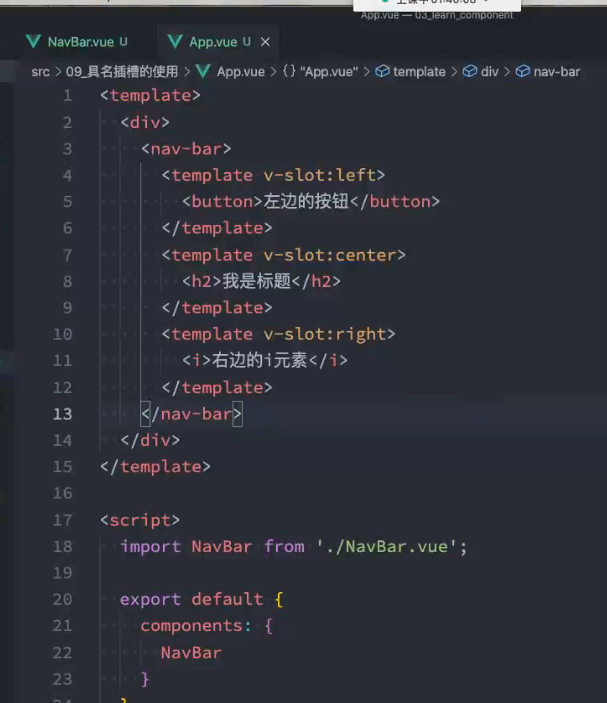 App.vue — 03_learn_component
NavBar.vue U App.vue U ×
src > 09_具名插槽的使用 > App.vue > {} "App.vue" > template > div > nav-bar
1 <template>
2 <div>
3 <nav-bar>
4 <template v-slot:left>
5 <button>左边的按钮</button>
6 </template>
7 <template v-slot:center>
8 <h2>我是标题</h2>
9 </template>
10 <template v-slot:right>
11 <i>右边的i元素</i>
12 </template>
13 </nav-bar>
14 </div>
15 </template>
16
17 <script>
18 import NavBar from './NavBar.vue';
19
20 export default {
21 components: {
22 NavBar
23 }